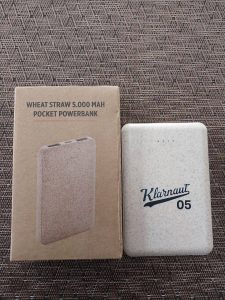 WHEAT STRAW 5.000 MAH
POCKET POWERBANK
Klarnaut
05